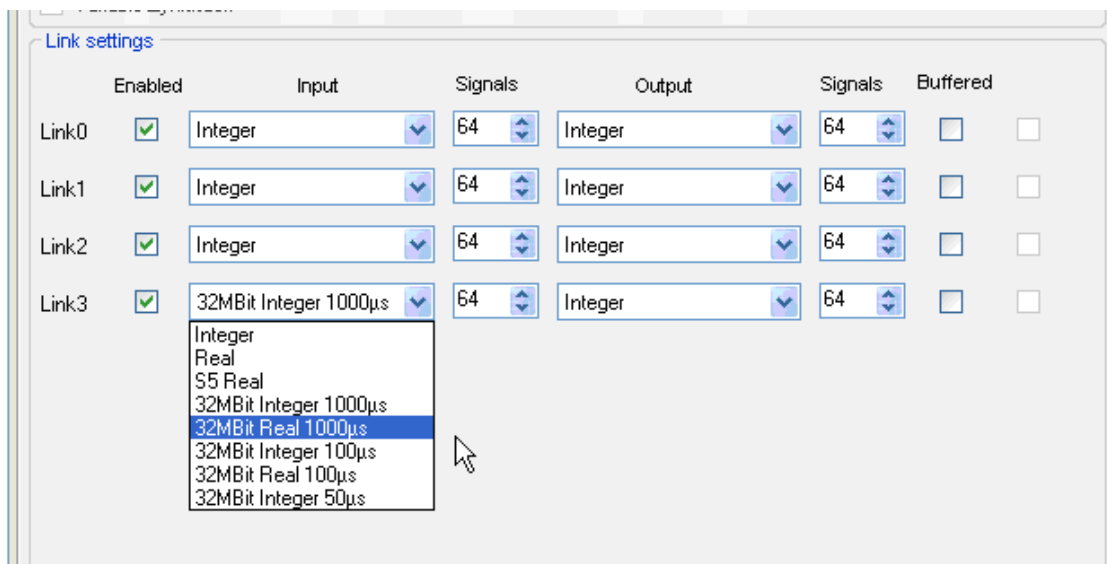 Link settings
Enabled Input Signals Output Signals Buffered
Link0 Integer 64 Integer 64
Link1 Integer 64 Integer 64
Link2 Integer 64 Integer 64
Link3 32MBit Integer 1000µs 64 Integer 64
Integer
Real
S5 Real
32MBit Integer 1000µs
32MBit Real 1000µs
32MBit Integer 100µs
32MBit Real 100µs
32MBit Integer 50µs